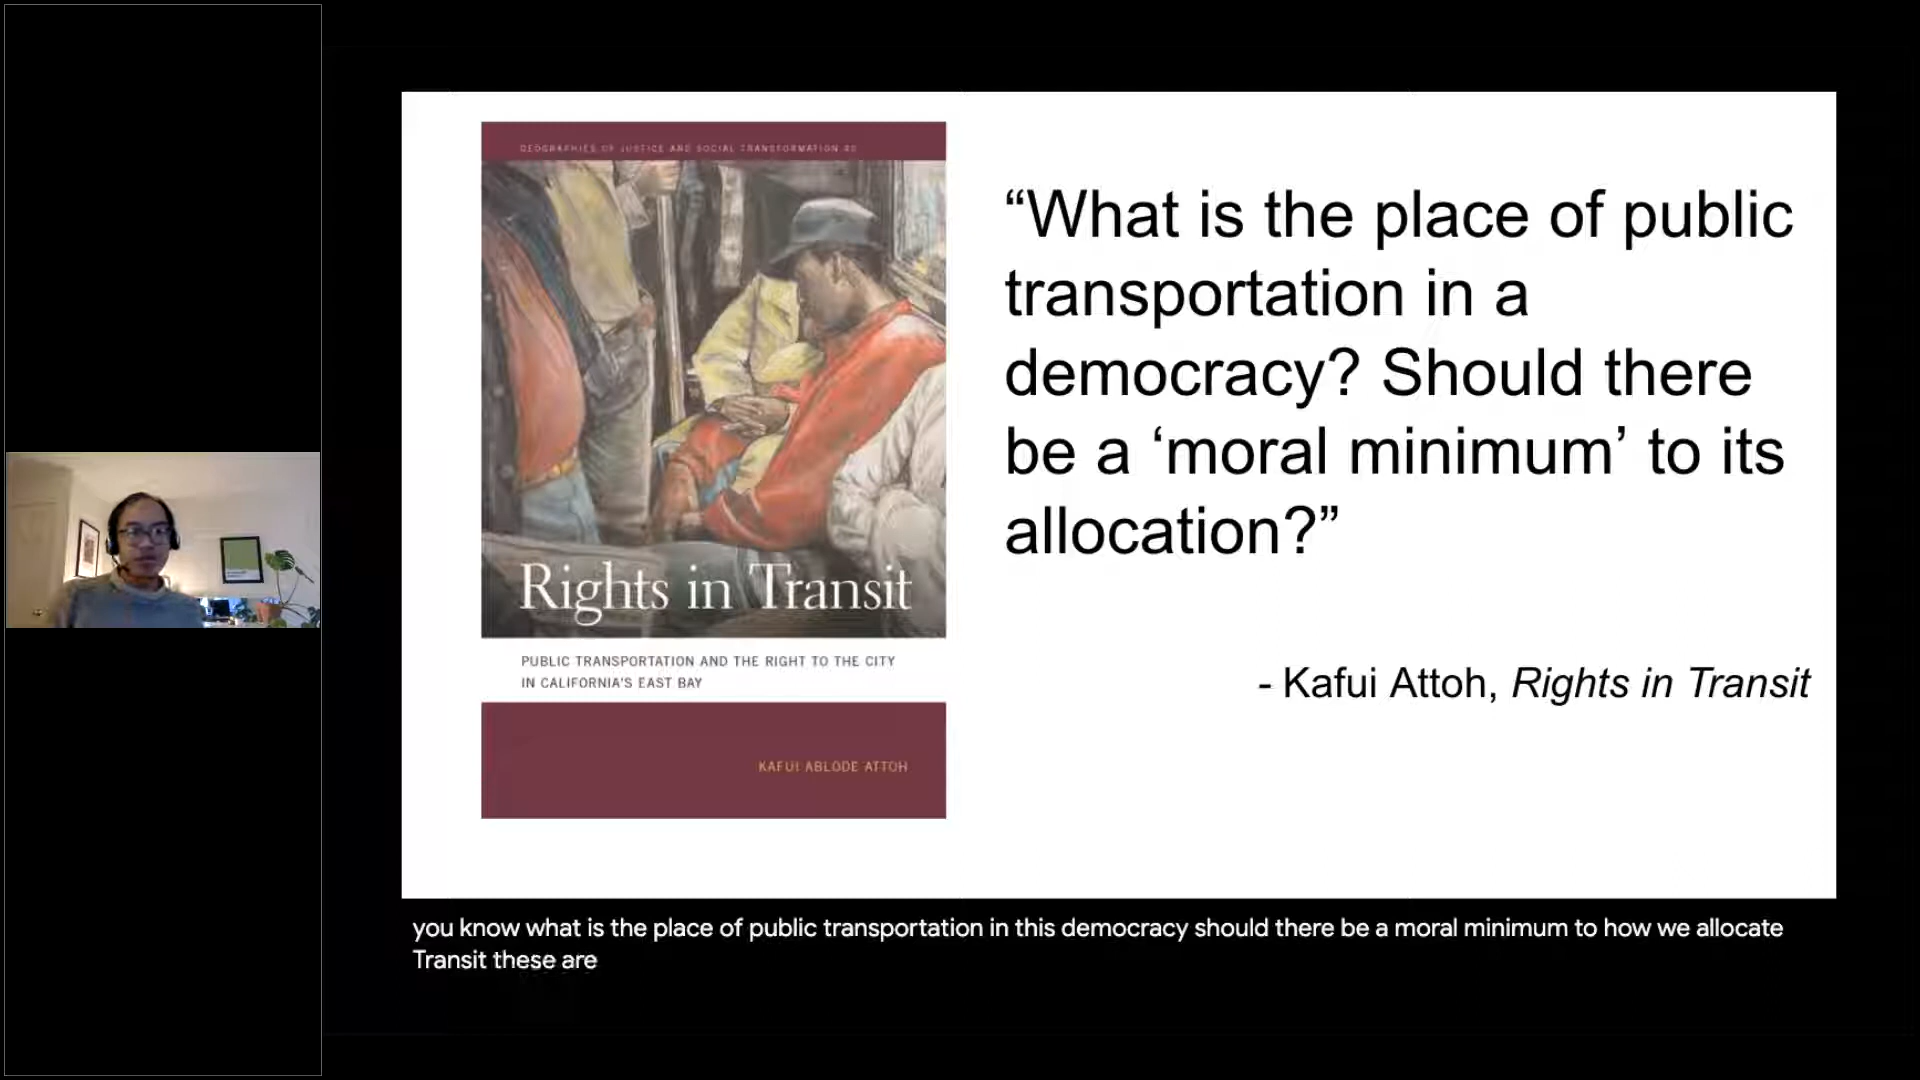 GEOGRAPHIES OF JUSTICE AND SOCIAL TRANSFORMATION
Rights in Transit
PUBLIC TRANSPORTATION AND THE RIGHT TO THE CITY
IN CALIFORNIA'S EAST BAY
KAFUI ABLODE ATTOH
“What is the place of public
transportation in a
democracy? Should there
be a ‘moral minimum’ to its
allocation?”
- Kafui Attoh, Rights in Transit
you know what is the place of public transportation in this democracy should there be a moral minimum to how we allocate
Transit these are